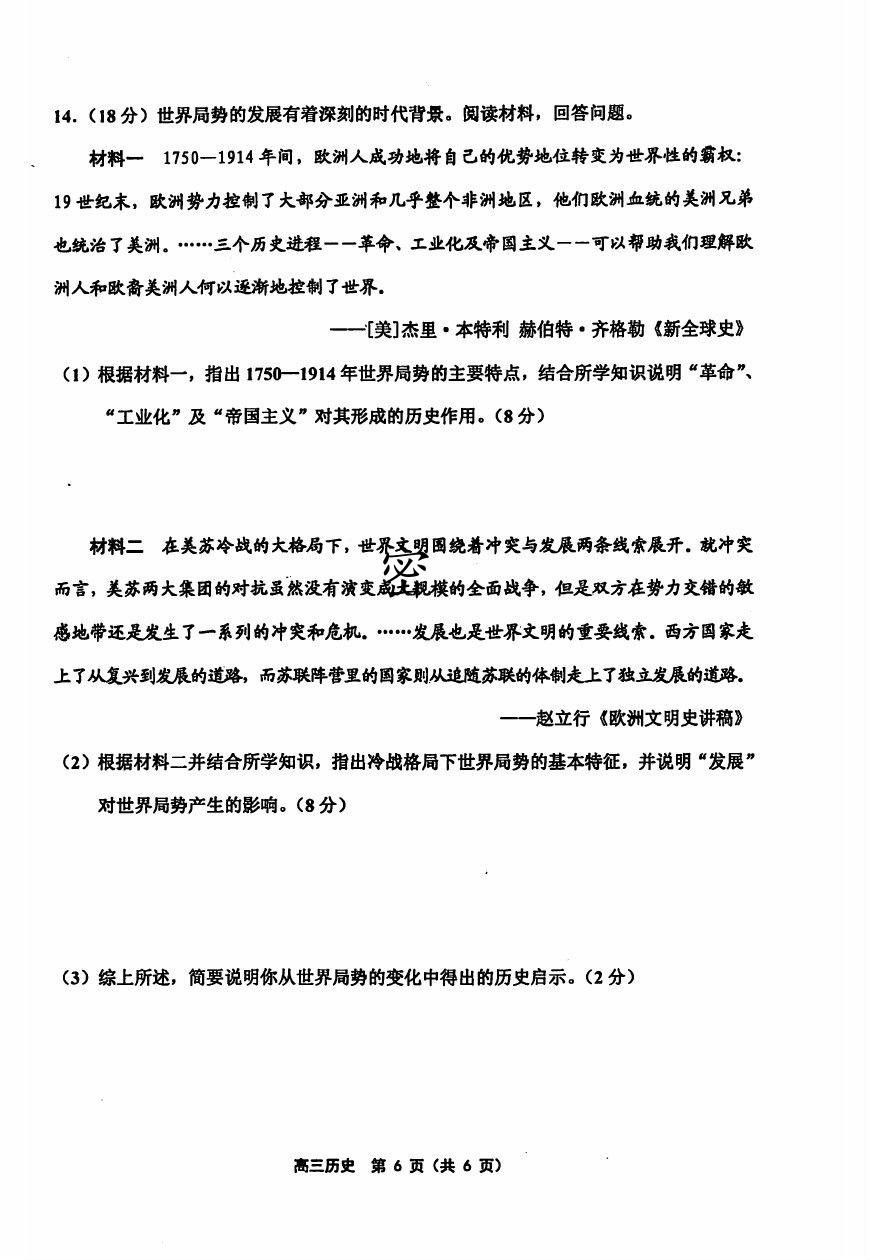 14.（18 分）世界局势的发展有着深刻的时代背景。阅读材料，回答问题。
材料一 1750—1914 年间，欧洲人成功地将自己的优势地位转变为世界性的霸权：
19 世纪末，欧洲势力控制了大部分亚洲和几乎整个非洲地区，他们欧洲血统的美洲兄弟
也统治了美洲。……三个历史进程——革命、工业化及帝国主义——可以帮助我们理解欧
洲人和欧裔美洲人何以逐渐地控制了世界。
——[美]杰里·本特利 赫伯特·齐格勒《新全球史》
（1）根据材料一，指出 1750—1914 年世界局势的主要特点，结合所学知识说明“革命”、
“工业化”及“帝国主义”对其形成的历史作用。（8 分）
材料二 在美苏冷战的大格局下，世界文明围绕着冲突与发展两条线索展开。就冲突
而言，美苏两大集团的对抗虽然没有演变成大规模的全面战争，但是双方在势力交错的敏
感地带还是发生了一系列的冲突和危机。……发展也是世界文明的重要线索。西方国家走
上了从复兴到发展的道路，而苏联阵营里的国家则从追随苏联的体制走上了独立发展的道路。
——赵立行《欧洲文明史讲稿》
（2）根据材料二并结合所学知识，指出冷战格局下世界局势的基本特征，并说明“发展”
对世界局势产生的影响。（8 分）
（3）综上所述，简要说明你从世界局势的变化中得出的历史启示。（2 分）
高三历史 第 6 页（共 6 页）
密